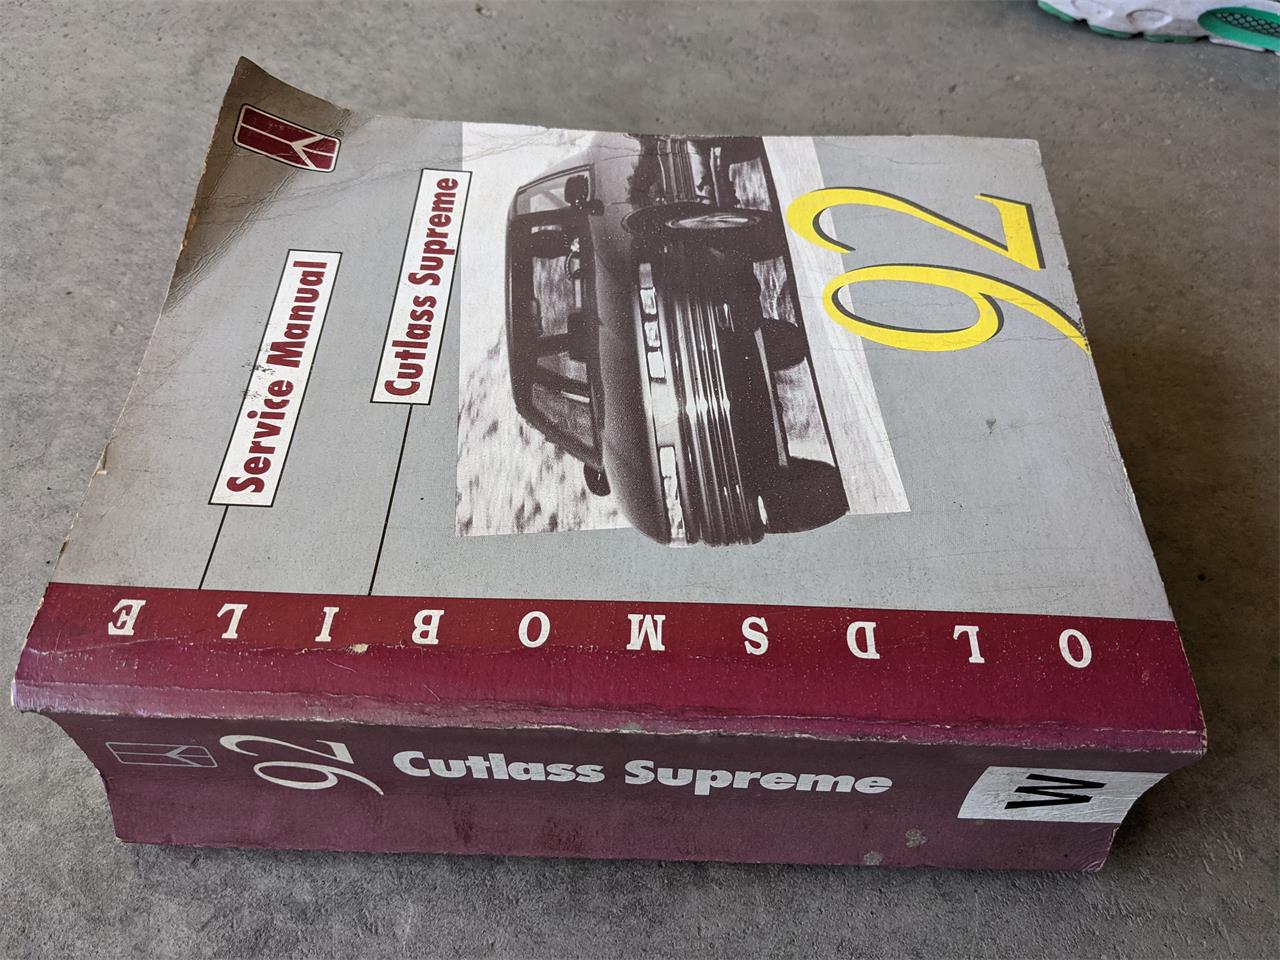 92
Cutlass Supreme
Service Manual
®
OLDSMOBILE
92
Cutlass Supreme
W